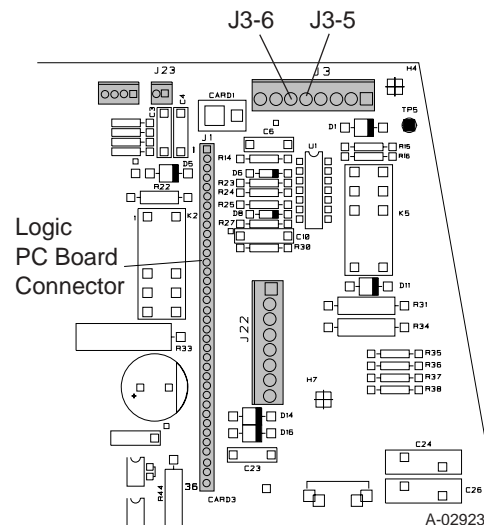 J3-6 J3-5
J23 J3 H4
CARD1
C3 C4 TP5
C6 D1
J1 U1
1 R14 R15
R16
D5 D6
R23
R22 R24
R25
1 K2 D8 K5
R27
C10
R30
Logic
PC Board
Connector
D11
R31
J22 R34
R33
R35
R36
H7 R37
R38
+
D14
D16
C24
C23
R44 36 C26
CARD3
A-02923